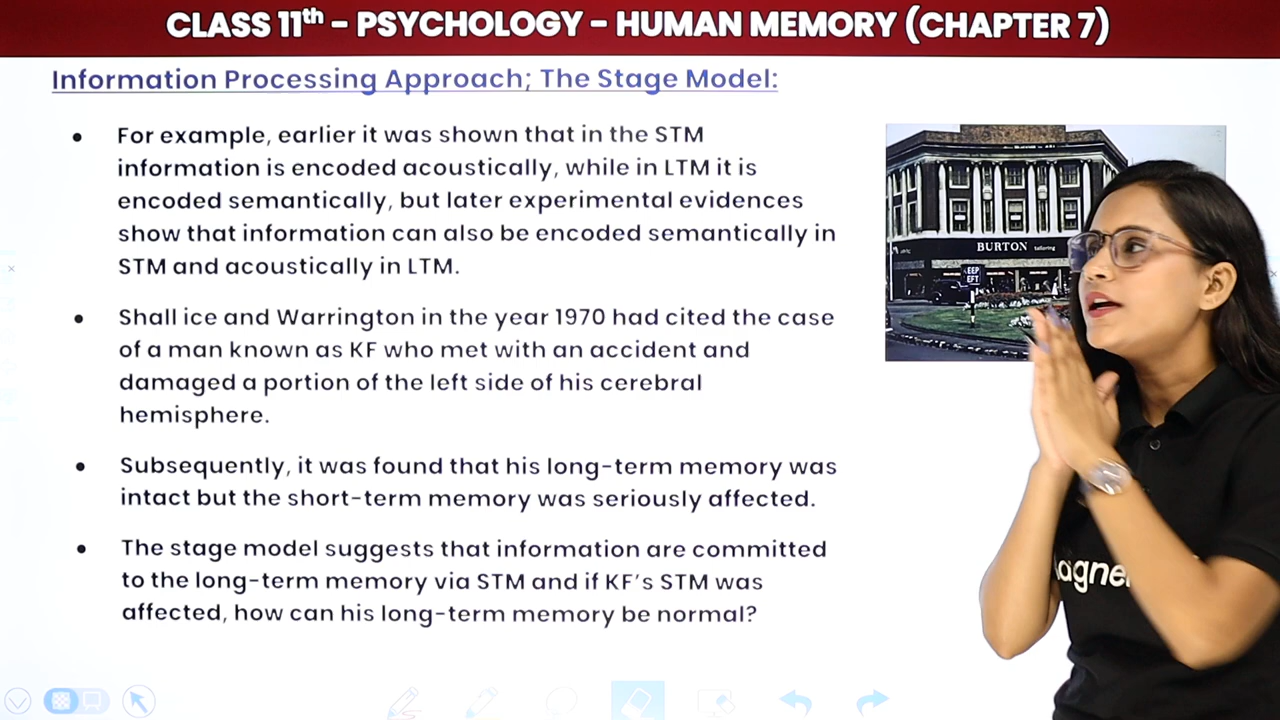 CLASS 11th - PSYCHOLOGY - HUMAN MEMORY (CHAPTER 7)
Information Processing Approach; The Stage Model:
• For example, earlier it was shown that in the STM
information is encoded acoustically, while in LTM it is
encoded semantically, but later experimental evidences
show that information can also be encoded semantically in
STM and acoustically in LTM.
• Shall ice and Warrington in the year 1970 had cited the case
of a man known as KF who met with an accident and
damaged a portion of the left side of his cerebral
hemisphere.
• Subsequently, it was found that his long-term memory was
intact but the short-term memory was seriously affected.
• The stage model suggests that information are committed
to the long-term memory via STM and if KF's STM was
affected, how can his long-term memory be normal?
BURTON tailoring
EEP
EFT
agne